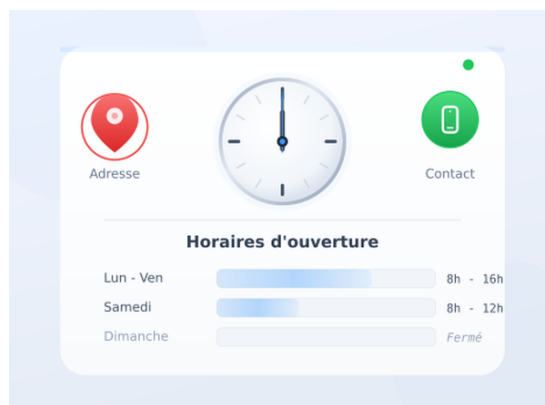 Adresse
Contact
Horaires d'ouverture
Lun - Ven 8h - 16h
Samedi 8h - 12h
Dimanche Fermé